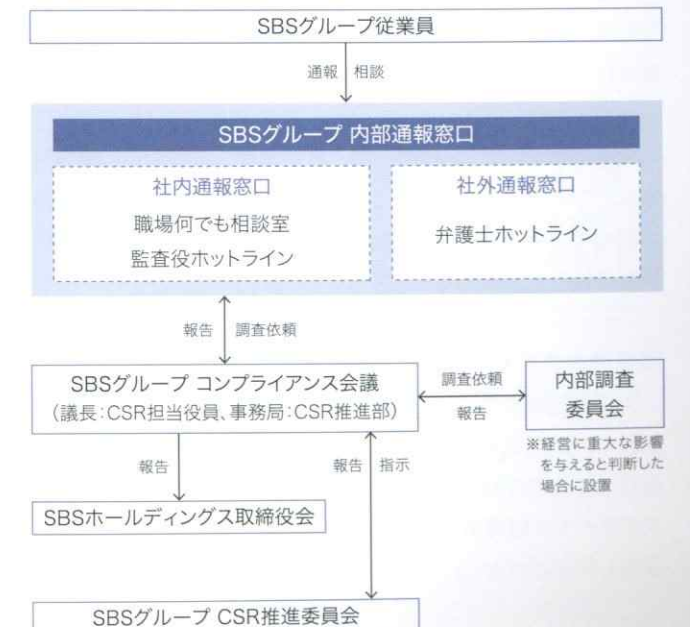 SBSグループ従業員
通報 相談
SBSグループ 内部通報窓口
社内通報窓口
職場何でも相談室
監査役ホットライン
社外通報窓口
弁護士ホットライン
報告 調査依頼
SBSグループ コンプライアンス会議
（議長：CSR担当役員、事務局：CSR推進部）
調査依頼
報告
内部調査
委員会
※経営に重大な影響
を与えると判断した
場合に設置
報告
報告 指示
SBSホールディングス取締役会
SBSグループ CSR推進委員会